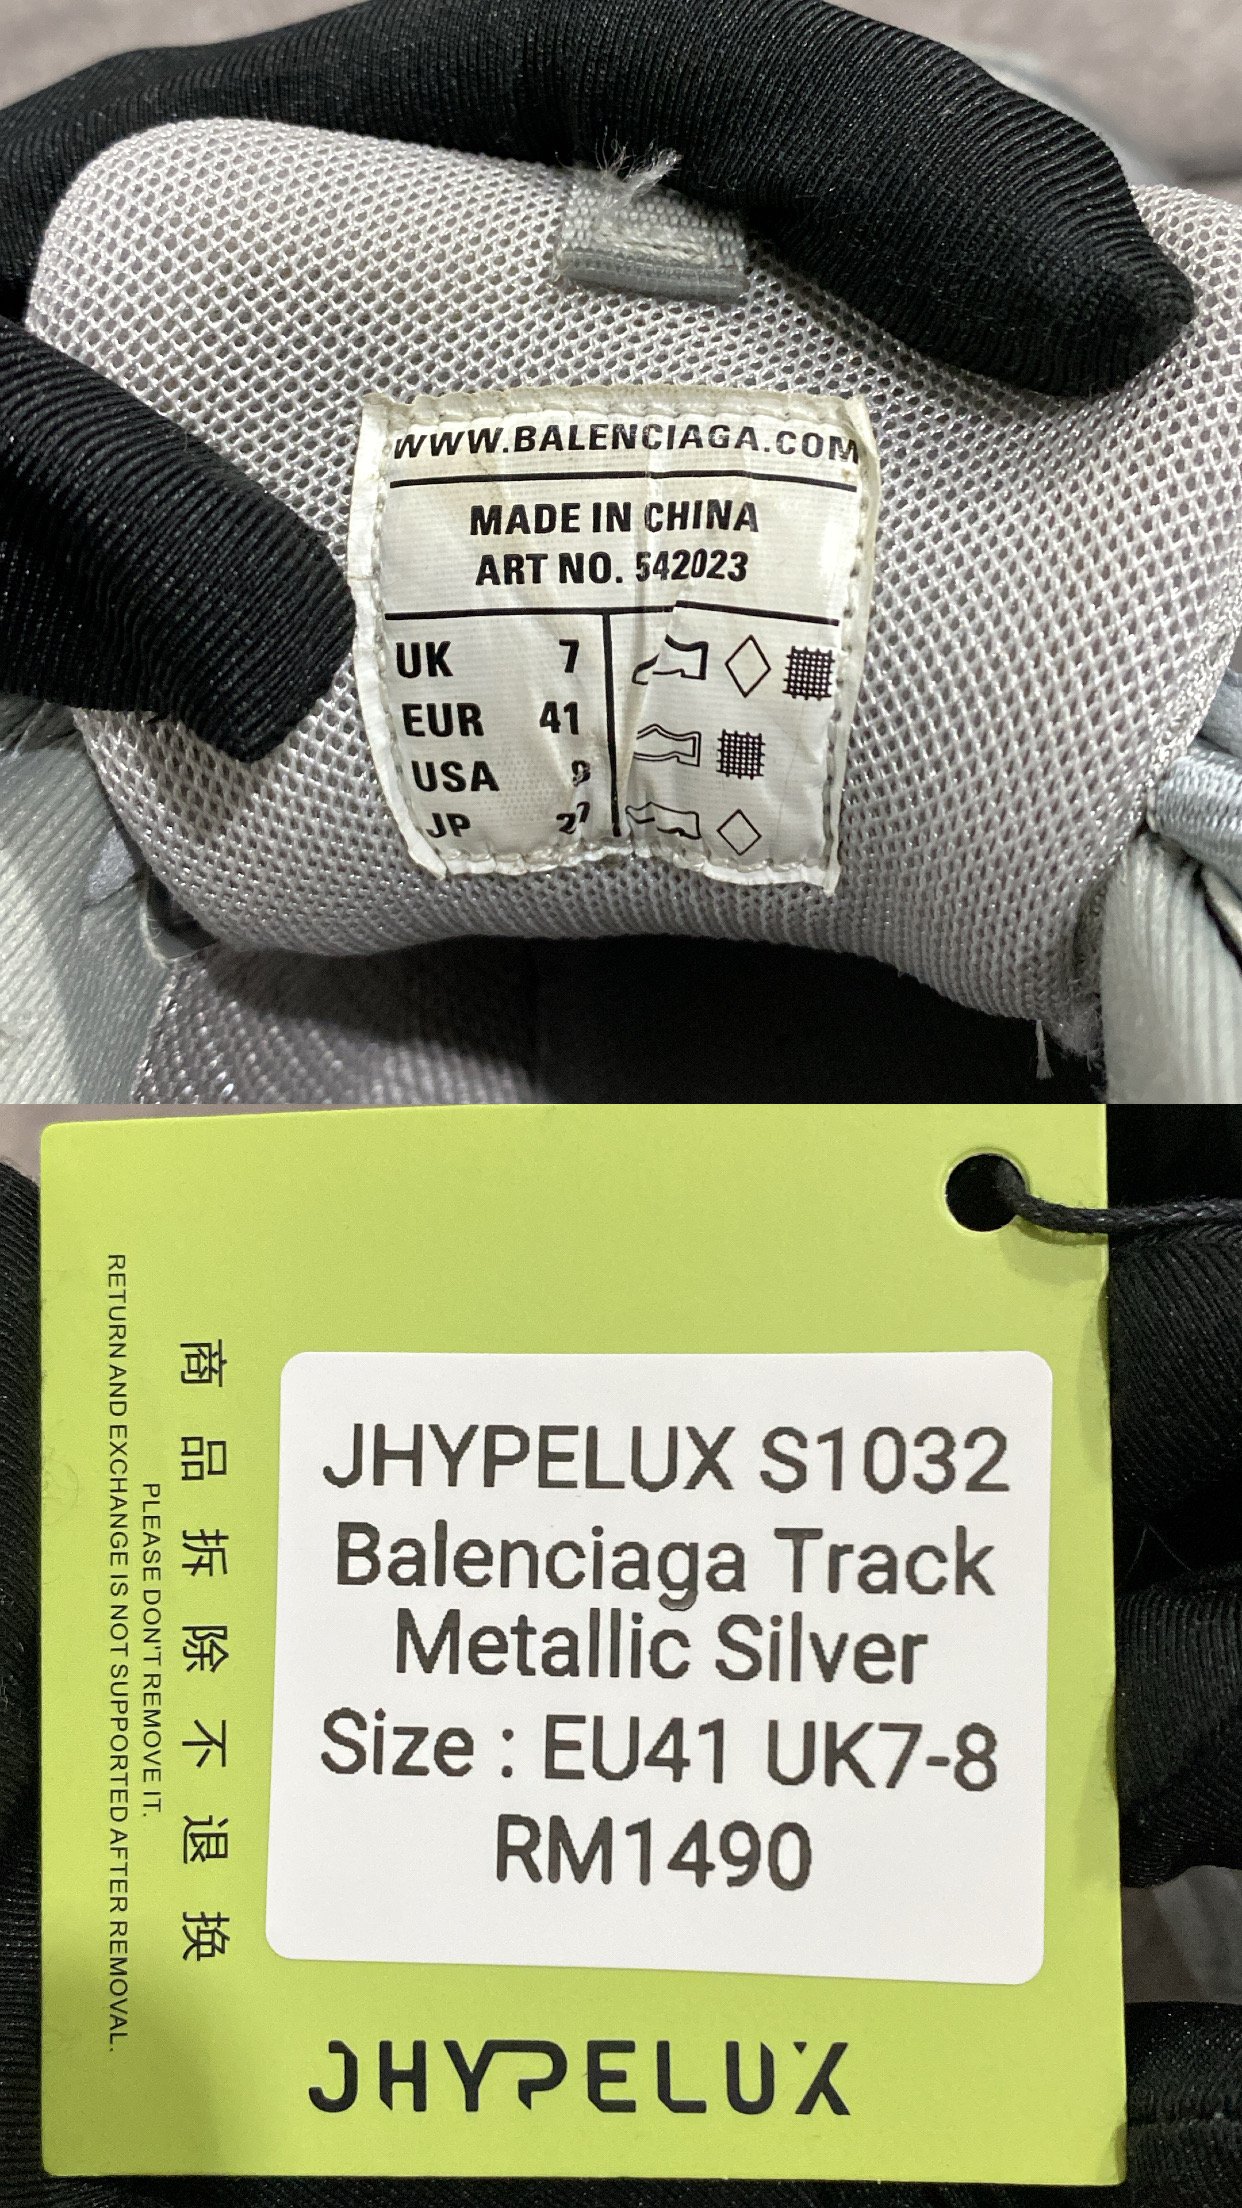 WWW.BALENCIAGA.COM
MADE IN CHINA
ART NO. 542023
UK 7
EUR 41
USA 8
JP 27
RETURN AND EXCHANGE IS NOT SUPPORTED AFTER REMOVAL.
PLEASE DON'T REMOVE IT.
商品拆除不退换
JHYPELUX S1032
Balenciaga Track
Metallic Silver
Size : EU41 UK7-8
RM1490
JHYPELUX